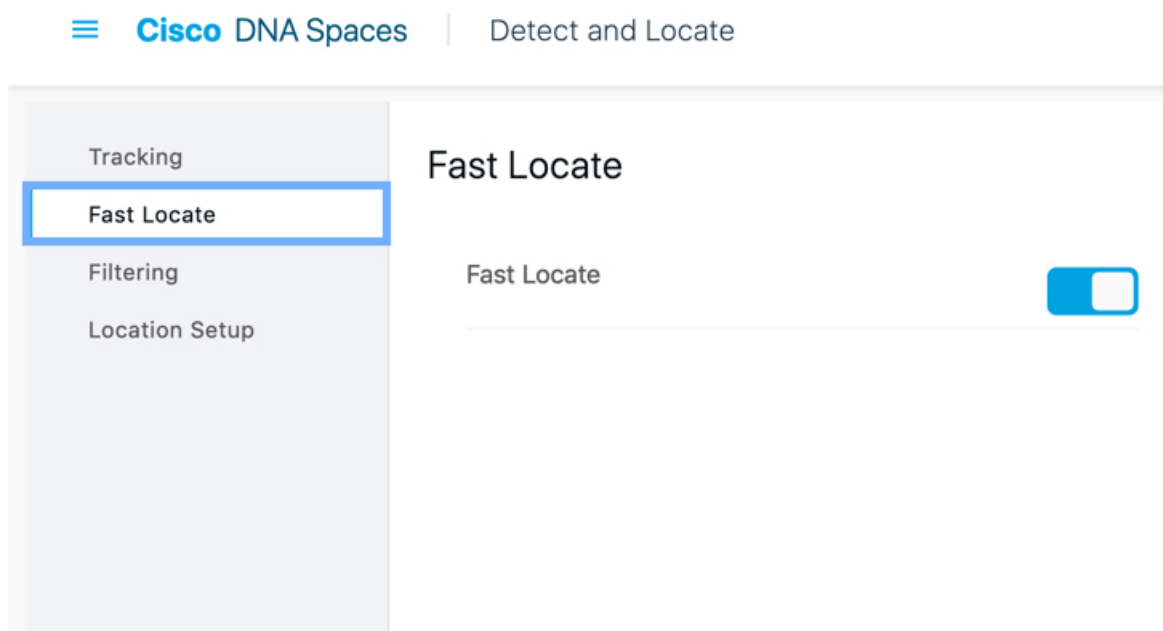 Cisco DNA Spaces
Detect and Locate
Tracking
Fast Locate
Filtering
Location Setup
Fast Locate
Fast Locate